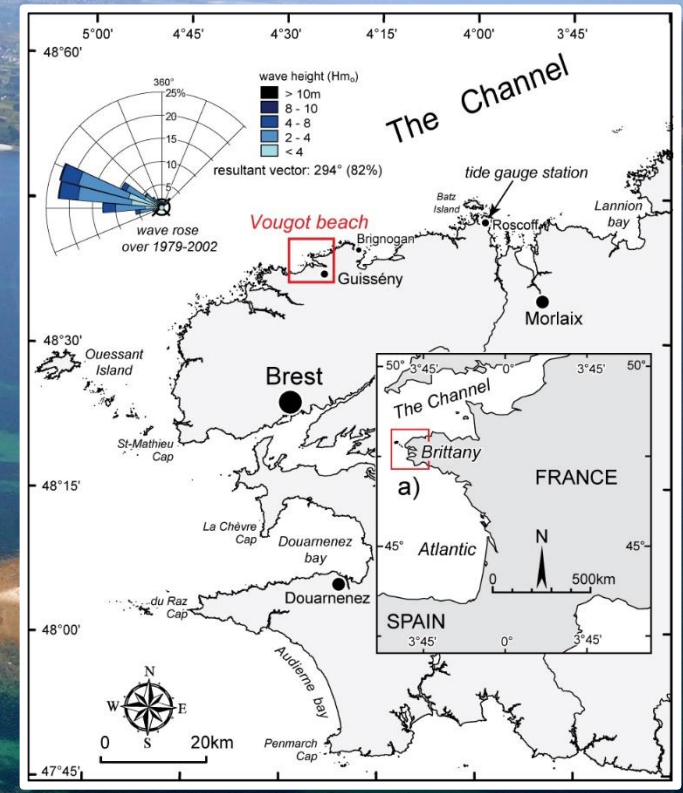 5°00'
4°45'
4°30'
4°15'
4°00'
3°45'
48°60'
360°
25%
20
15
10
5
wave height (Hm₀)
> 10m
8 - 10
4 - 8
2 - 4
< 4
resultant vector: 294° (82%)
wave rose
over 1979-2002
The Channel
tide gauge station
Batz
Island
Roscoff
Lannion
bay
Vougot beach
Brignogan
Guissény
Morlaix
48°30'
Ouessant
Island
Brest
St-Mathieu
Cap
48°15'
La Chèvre
Cap
Douarnenez
bay
du Raz
Cap
Douarnenez
48°00'
Audierne bay
N
W E
S
0 20km
Penmarch
Cap
47°45'
50° 3°45' 0° 3°45' 50°
The Channel
Brittany
a)
FRANCE
Atlantic
N
45° 45°
0 500km
SPAIN
3°45' 0° 3°45'